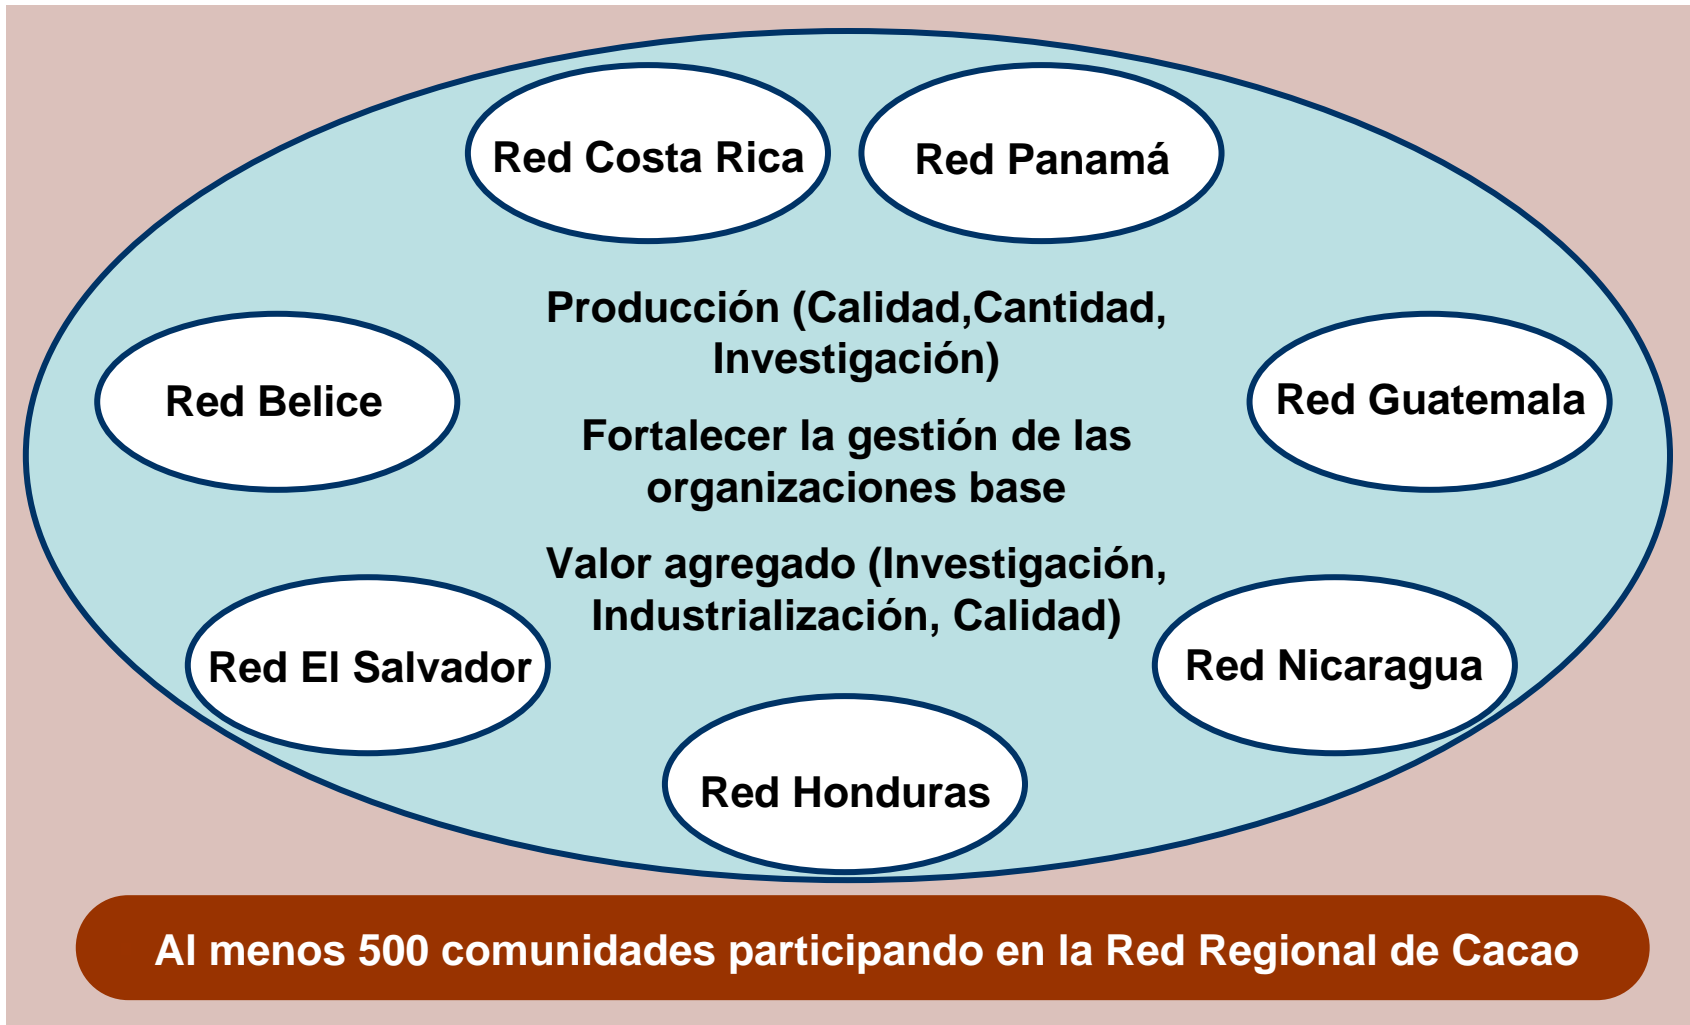 Red Costa Rica
Red Panamá
Producción (Calidad,Cantidad,
Investigación)
Red Belice
Red Guatemala
Fortalecer la gestión de las
organizaciones base
Valor agregado (Investigación,
Industrialización, Calidad)
Red El Salvador
Red Nicaragua
Red Honduras
Al menos 500 comunidades participando en la Red Regional de Cacao